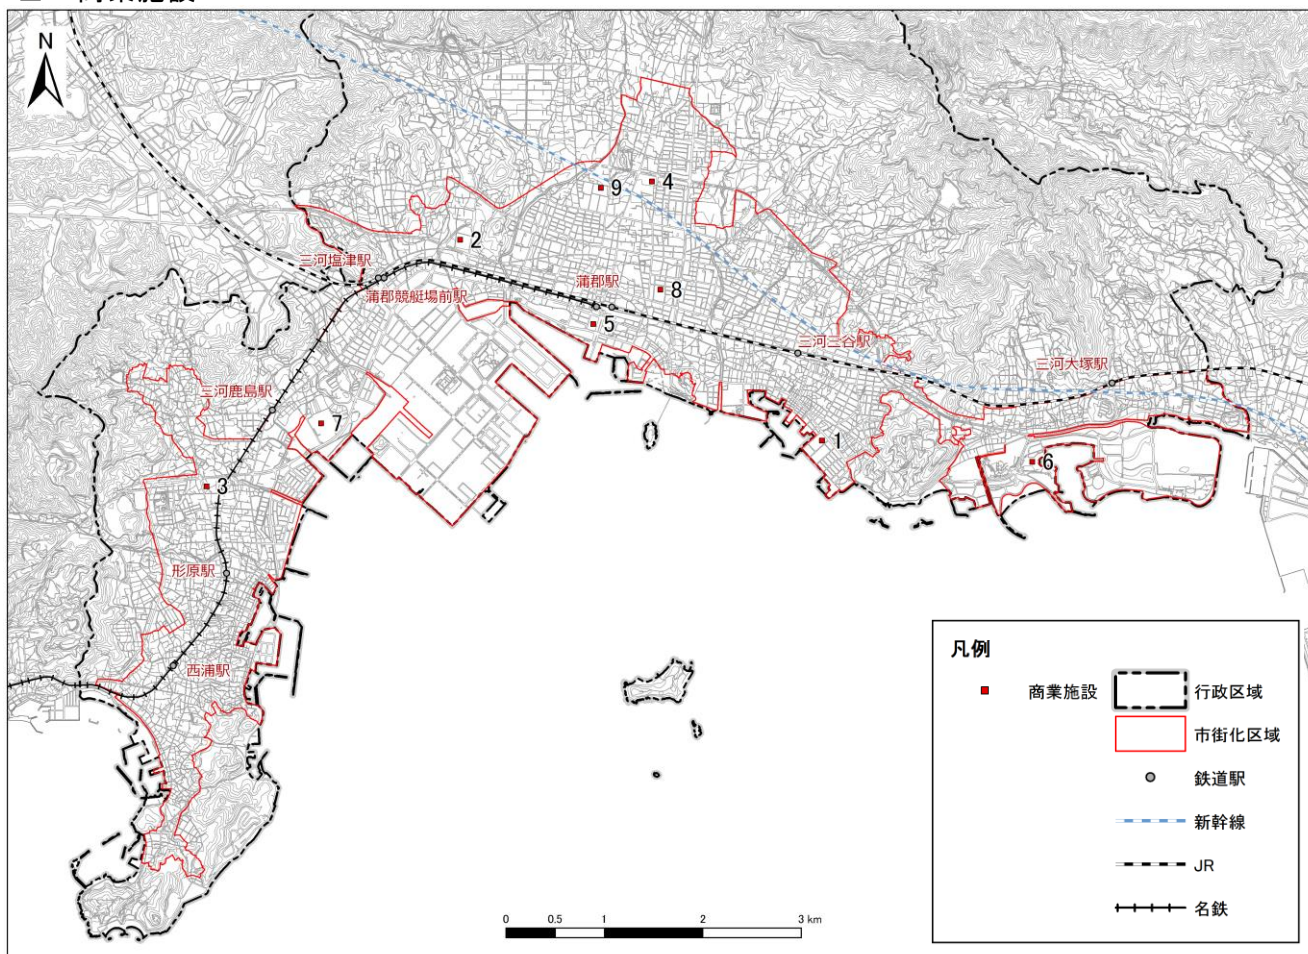 N
4
9
2
三河塩津駅
蒲郡駅
蒲郡競艇場前駅
8
5
三河三谷駅
三河大塚駅
三河鹿島駅
7
1
6
3
形原駅
西浦駅
凡例
商業施設
行政区域
市街化区域
鉄道駅
新幹線
JR
名鉄
0 0.5 1 2 3 km